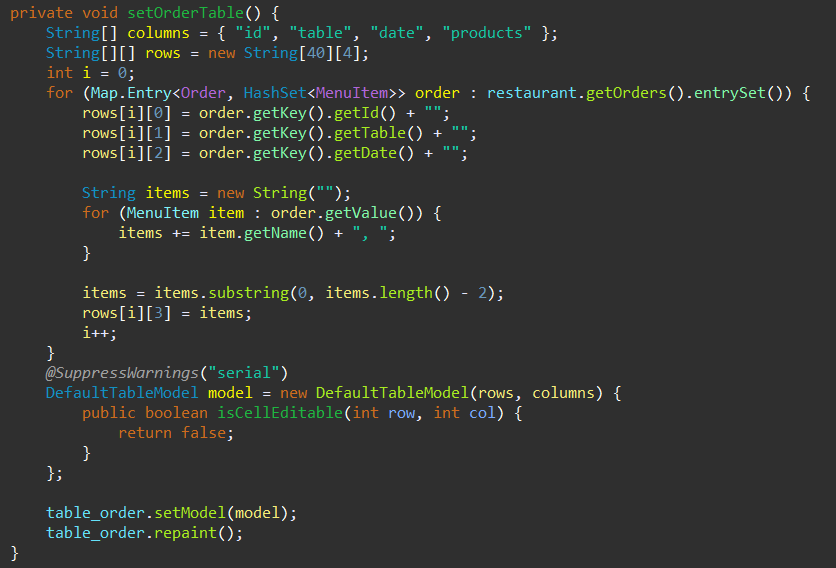 private void setOrderTable() {
    String[] columns = { "id", "table", "date", "products" };
    String[][] rows = new String[40][4];
    int i = 0;
    for (Map.Entry<Order, HashSet<MenuItem>> order : restaurant.getOrders().entrySet()) {
        rows[i][0] = order.getKey().getId() + "";
        rows[i][1] = order.getKey().getTable() + "";
        rows[i][2] = order.getKey().getDate() + "";

        String items = new String("");
        for (MenuItem item : order.getValue()) {
            items += item.getName() + ", ";
        }

        items = items.substring(0, items.length() - 2);
        rows[i][3] = items;
        i++;
    }
    @SuppressWarnings("serial")
    DefaultTableModel model = new DefaultTableModel(rows, columns) {
        public boolean isCellEditable(int row, int col) {
            return false;
        }
    };

    table_order.setModel(model);
    table_order.repaint();
}